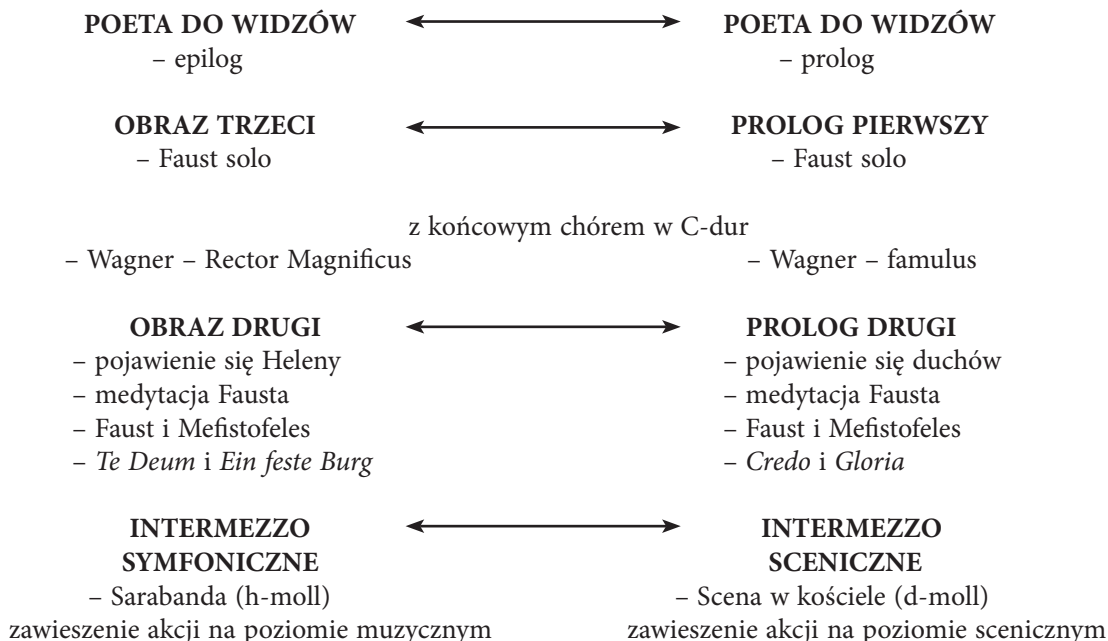 POETA DO WIDZÓW POETA DO WIDZÓW
– epilog – prolog
OBRAZ TRZECI PROLOG PIERWSZY
– Faust solo – Faust solo
z końcowym chórem w C-dur
– Wagner – Rector Magnificus – Wagner – famulus
OBRAZ DRUGI PROLOG DRUGI
– pojawienie się Heleny – pojawienie się duchów
– medytacja Fausta – medytacja Fausta
– Faust i Mefistofeles – Faust i Mefistofeles
– Te Deum i Ein feste Burg – Credo i Gloria
INTERMEZZO INTERMEZZO
SYMFONICZNE SCENICZNE
– Sarabanda (h-moll) – Scena w kościele (d-moll)
zawieszenie akcji na poziomie muzycznym zawieszenie akcji na poziomie scenicznym